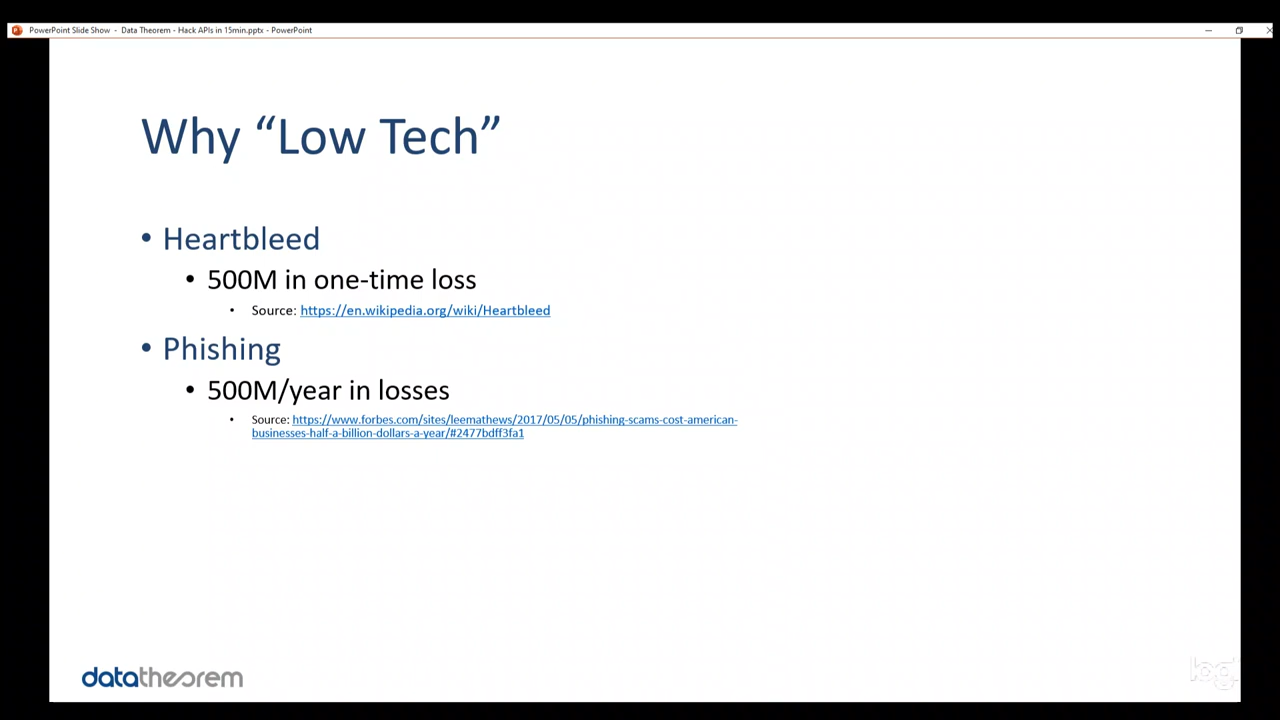 PowerPoint Slide Show - Data Theorem - Hack APIs in 15min.pptx - PowerPoint
Why “Low Tech”
• Heartbleed
• 500M in one-time loss
• Source: https://en.wikipedia.org/wiki/Heartbleed
• Phishing
• 500M/year in losses
• Source: https://www.forbes.com/sites/leemathews/2017/05/05/phishing-scams-cost-american-
businesses-half-a-billion-dollars-a-year/#2477bdff3fa1
datatheorem